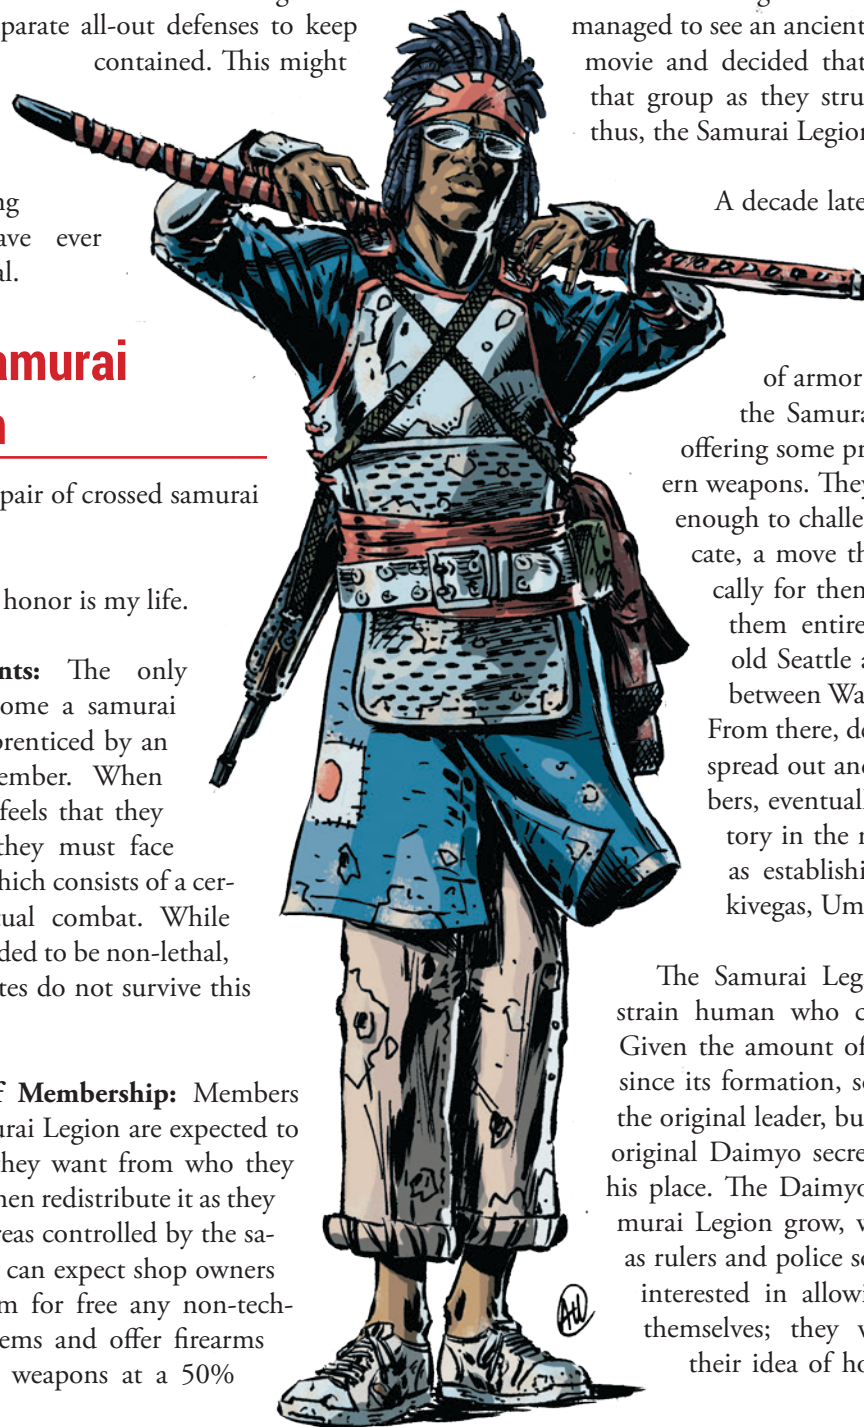 parate all-out defenses to keep
contained. This might
ave ever
al.
amurai
pair of crossed samurai
honor is my life.
nts: The only
ome a samurai
prenticed by an
ember. When
feels that they
they must face
hich consists of a cer-
tual combat. While
ded to be non-lethal,
tes do not survive this
f Membership: Members
urai Legion are expected to
hey want from who they
hen redistribute it as they
reas controlled by the sa-
can expect shop owners
m for free any non-tech-
ems and offer firearms
weapons at a 50%
managed to see an ancient
movie and decided that
that group as they stru
thus, the Samurai Legion
A decade late
of armor
the Samura
offering some pr
ern weapons. They
enough to challe
cate, a move th
cally for them
them entire
old Seattle a
between Wa
From there, de
spread out and
bers, eventuall
tory in the r
as establishi
kivegas, Um
The Samurai Leg
strain human who c
Given the amount of
since its formation, so
the original leader, bu
original Daimyo secre
his place. The Daimyo
murai Legion grow, w
as rulers and police so
interested in allowi
themselves; they w
their idea of ho